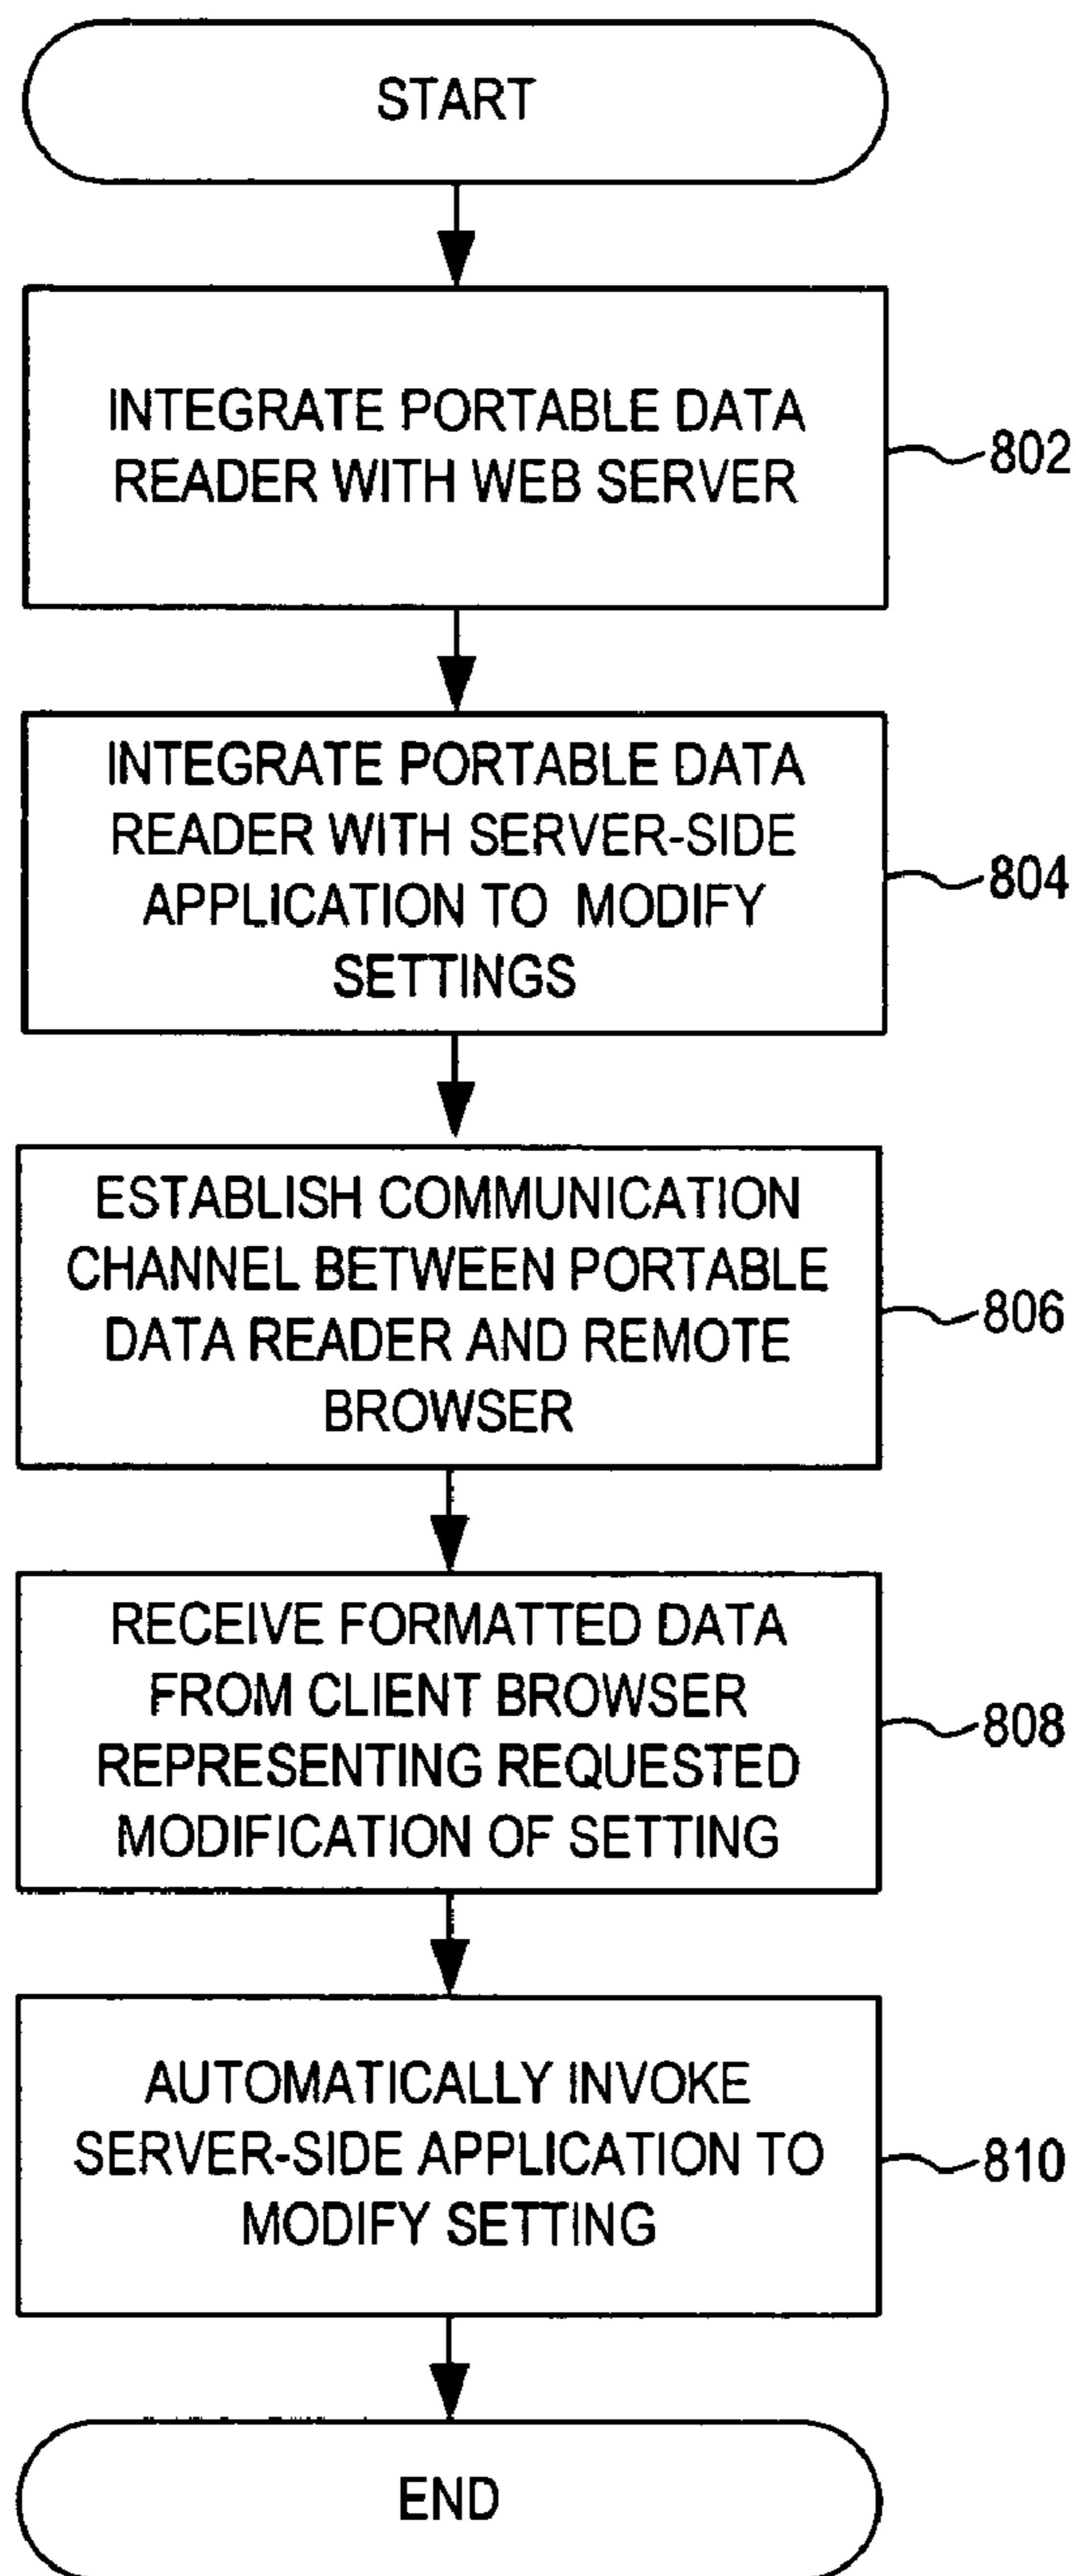 START
INTEGRATE PORTABLE DATA
READER WITH WEB SERVER
802
INTEGRATE PORTABLE DATA
READER WITH SERVER-SIDE
APPLICATION TO MODIFY
SETTINGS
804
ESTABLISH COMMUNICATION
CHANNEL BETWEEN PORTABLE
DATA READER AND REMOTE
BROWSER
806
RECEIVE FORMATTED DATA
FROM CLIENT BROWSER
REPRESENTING REQUESTED
MODIFICATION OF SETTING
808
AUTOMATICALLY INVOKE
SERVER-SIDE APPLICATION TO
MODIFY SETTING
810
END